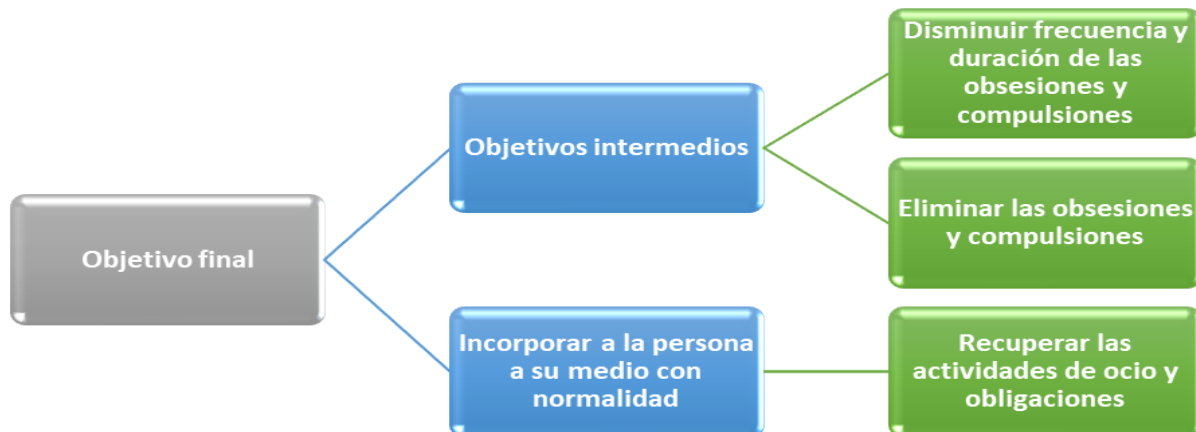 Objetivo final
Objetivos intermedios
Disminuir frecuencia y
duración de las
obsesiones y
compulsiones
Eliminar las obsesiones
y compulsiones
Incorporar a la persona
a su medio con
normalidad
Recuperar las
actividades de ocio y
obligaciones